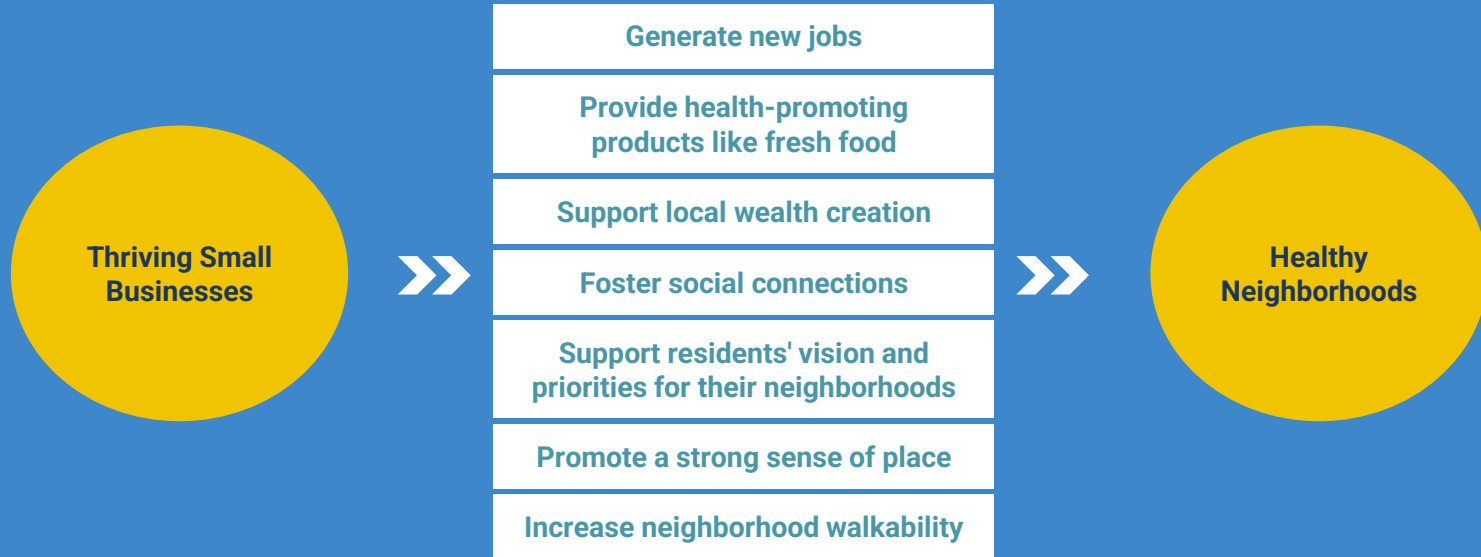 Thriving Small
Businesses
Generate new jobs
Provide health-promoting
products like fresh food
Support local wealth creation
Foster social connections
Support residents' vision and
priorities for their neighborhoods
Promote a strong sense of place
Increase neighborhood walkability
Healthy
Neighborhoods